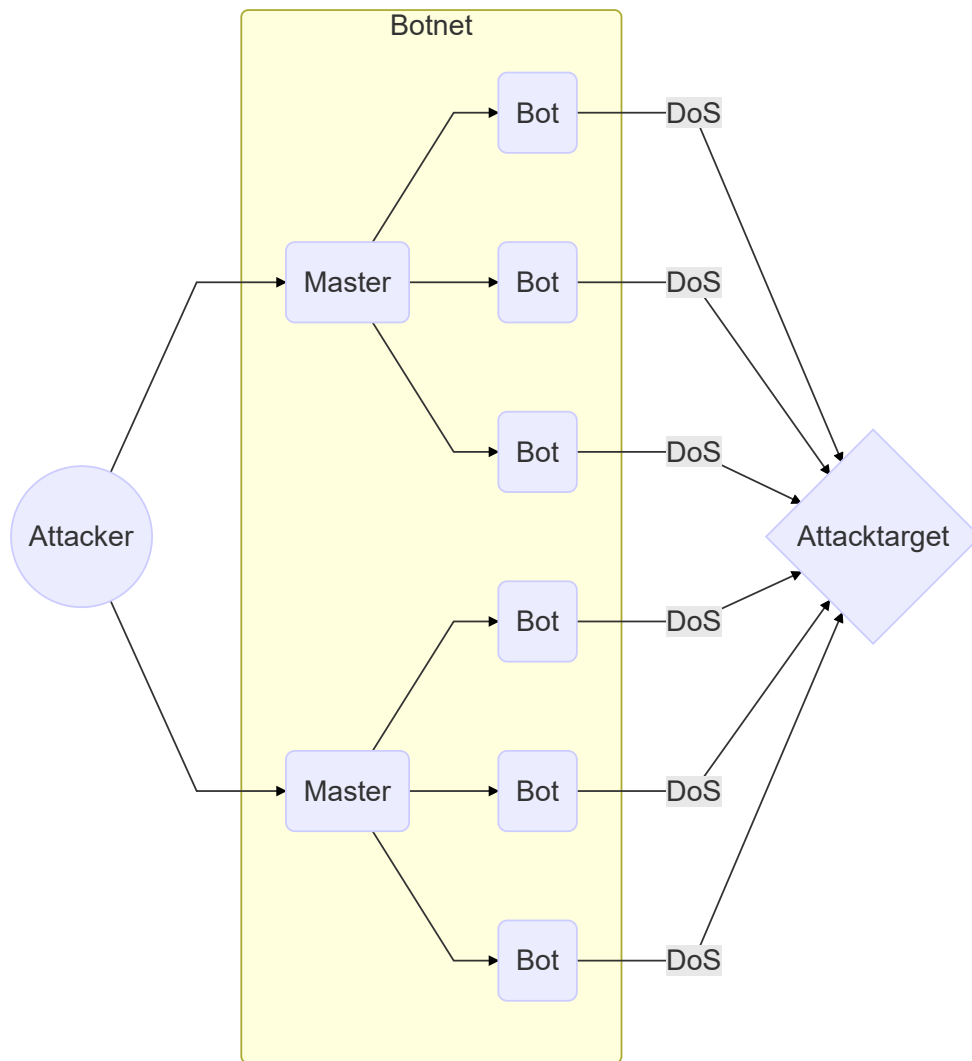 Botnet
Bot
DoS
Master
Bot
DoS
Bot
DoS
Attacker
Attacktarget
Bot
DoS
Master
Bot
DoS
Bot
DoS